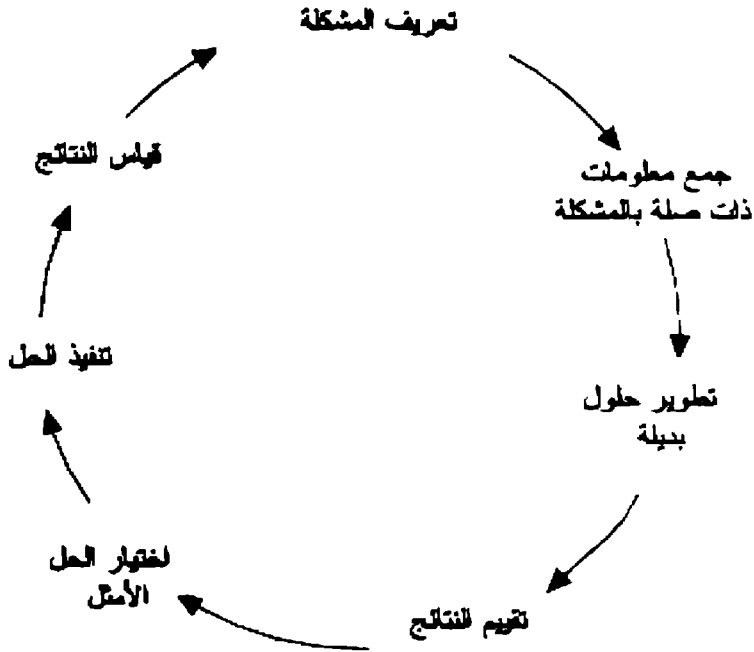 تعريف المشكلة
جمع معلومات
ذات صلة بالمشكلة
تطوير حلول
بديلة
تقييم النتائج
اختيار الحل
الأمثل
تنفيذ الحل
قياس النتائج